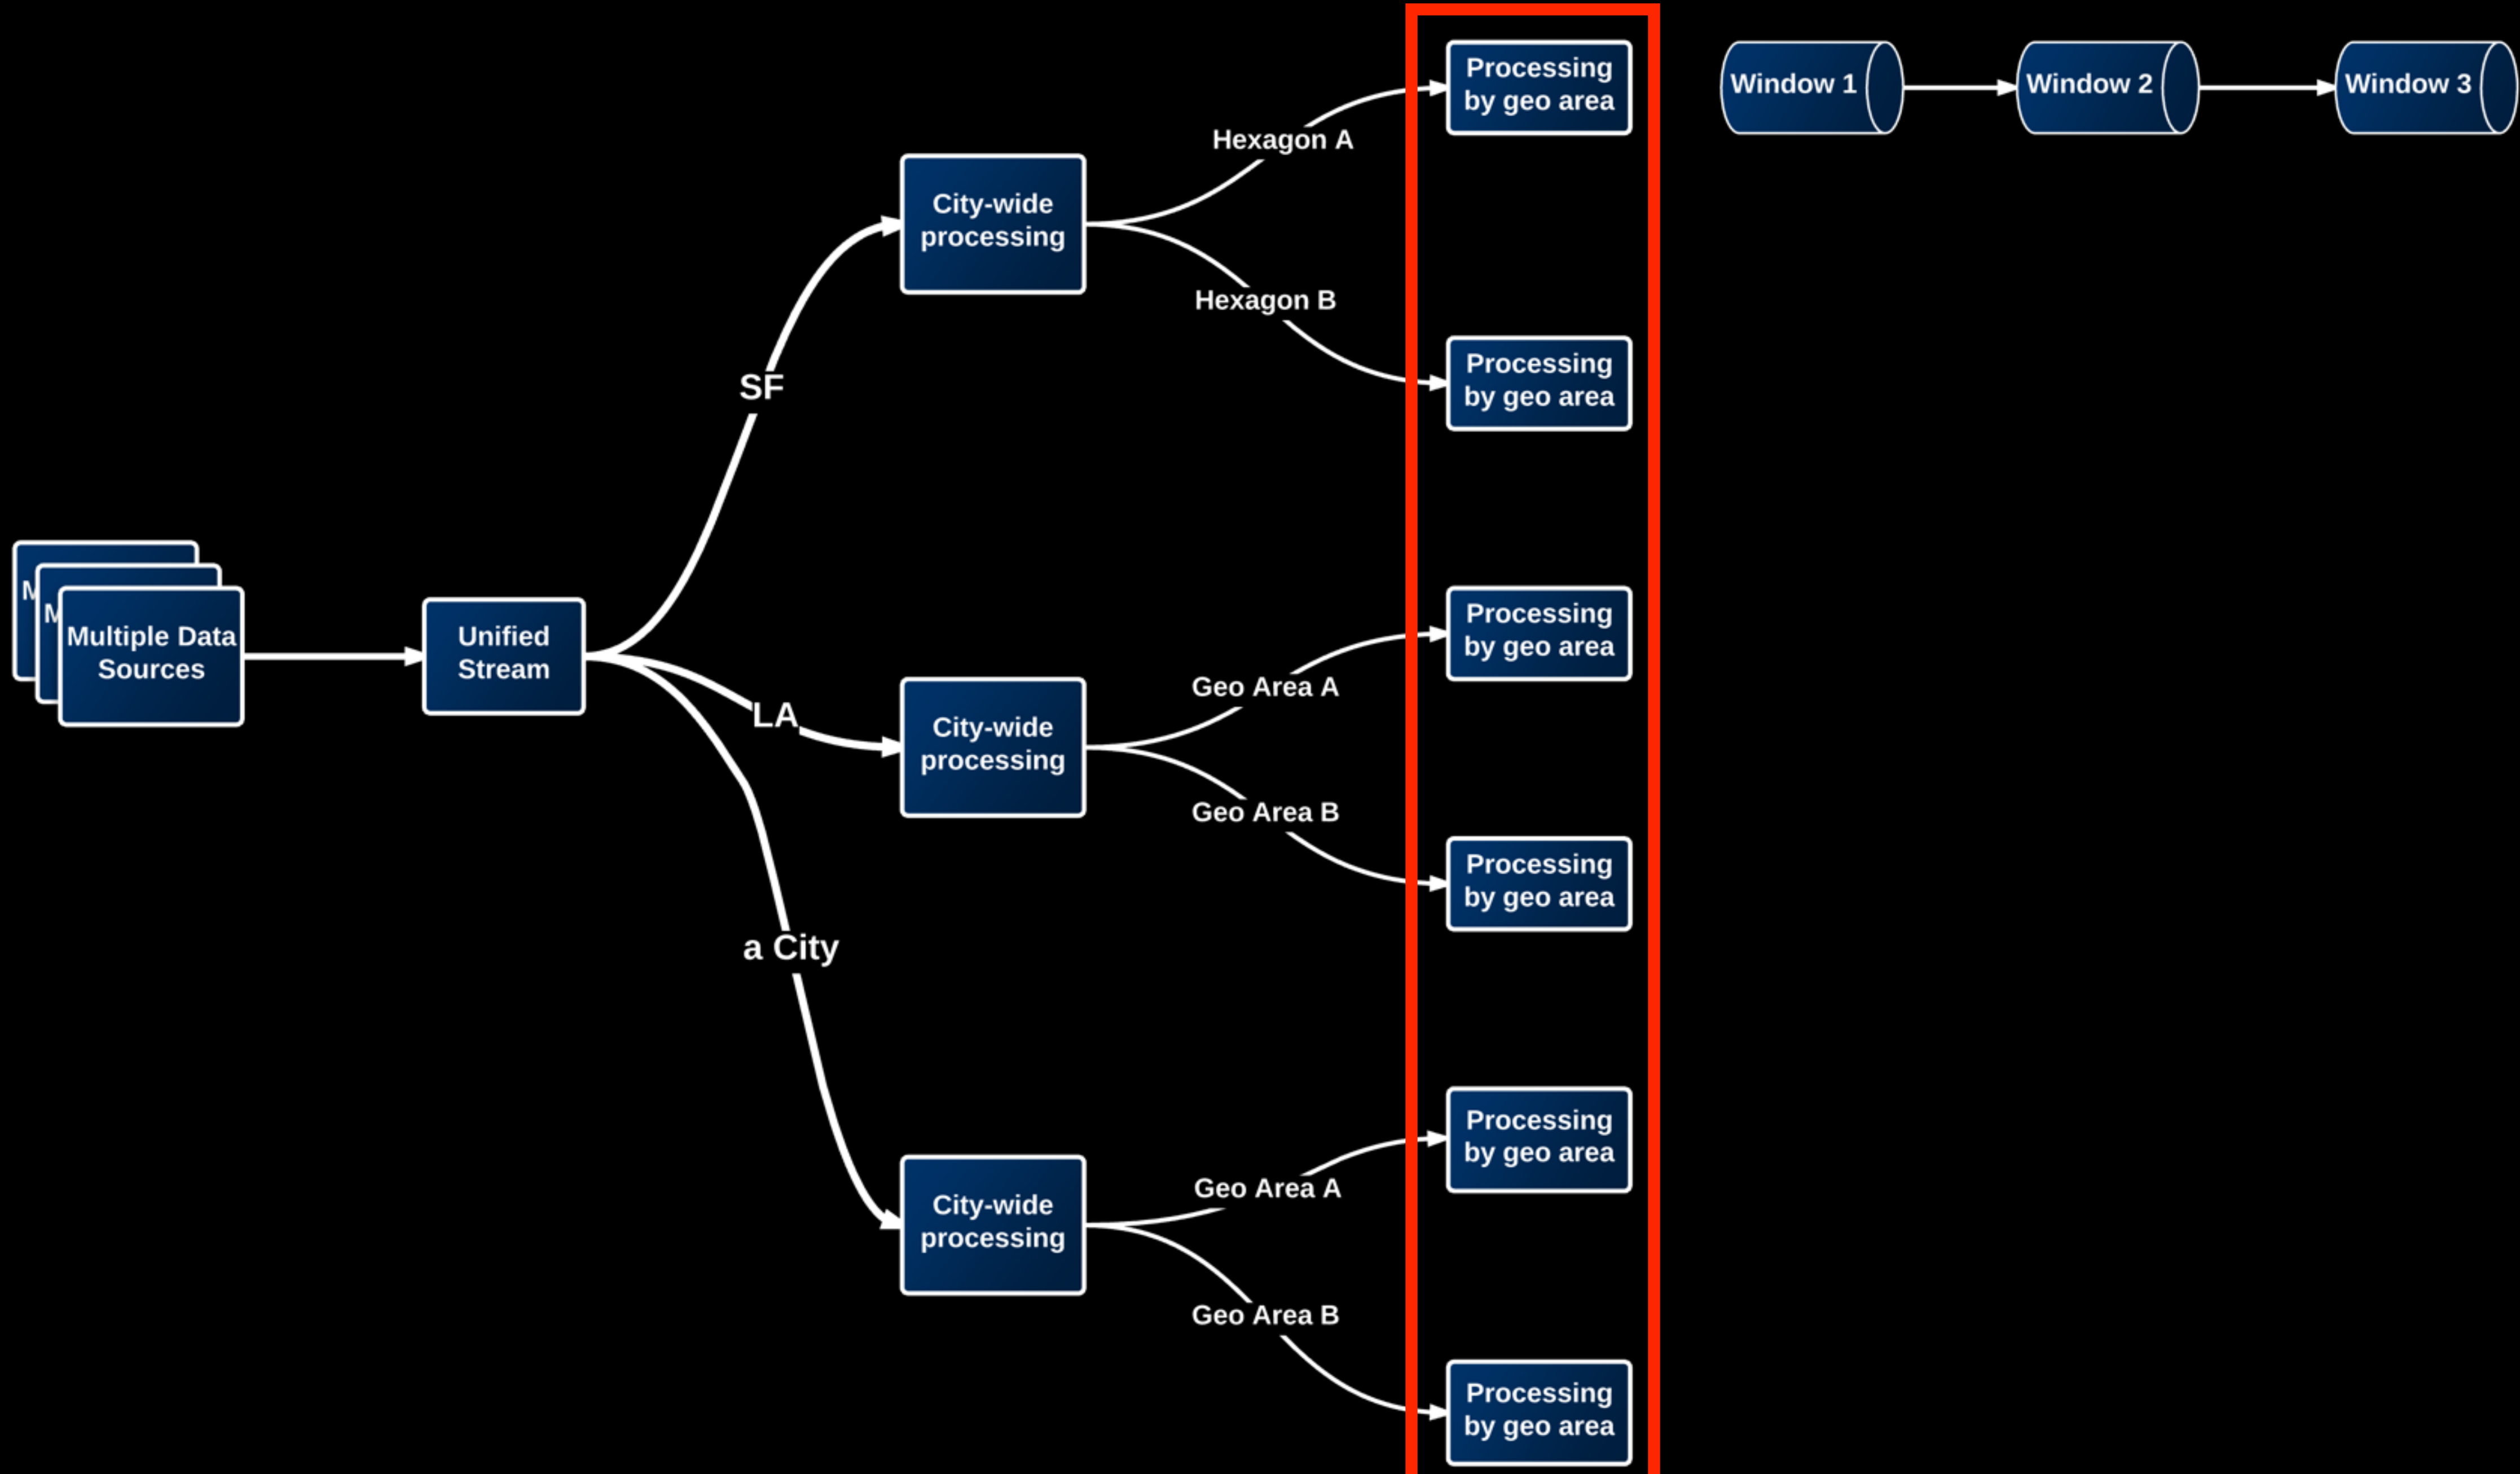 Processing
by geo area
Window 1
Window 2
Window 3
Hexagon A
City-wide
processing
Hexagon B
Processing
by geo area
SF
M
M
Multiple Data
Sources
Unified
Stream
Processing
by geo area
Geo Area A
LA
City-wide
processing
Geo Area B
Processing
by geo area
a City
Processing
by geo area
Geo Area A
City-wide
processing
Geo Area B
Processing
by geo area